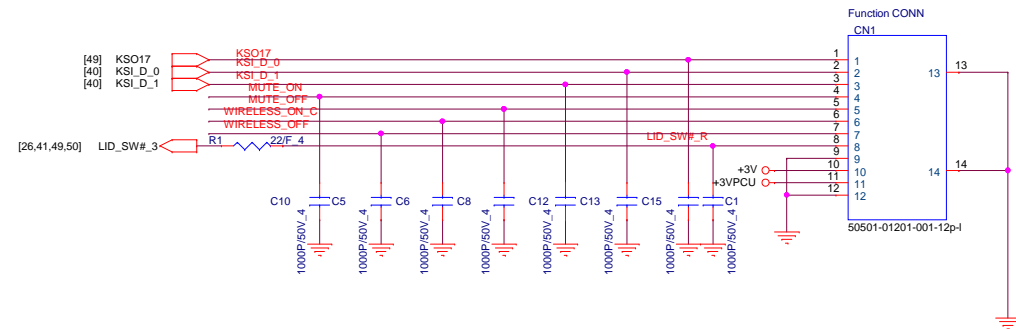 Function CONN
CN1
[49] KSO17
[40] KSI_D_0
[40] KSI_D_1
KSO17
KSI_D_0
KSI_D_1
MUTE_ON
MUTE_OFF
WIRELESS_ON_C
WIRELESS_OFF
[26,41,49,50] LID_SW#_3
R1 22/F_4
LID_SW#_R
+3V
+3VPCU
1 1
2 2
3 3
4 4
5 5
6 6
7 7
8 8
9 9
10 10
11 11
12 12
13 13
14 14
50501-01201-001-12p-l
C10 C5 C6 C8 C12 C13 C15 C1
1000P/50V_4
1000P/50V_4
1000P/50V_4
1000P/50V_4
1000P/50V_4
1000P/50V_4
1000P/50V_4
1000P/50V_4